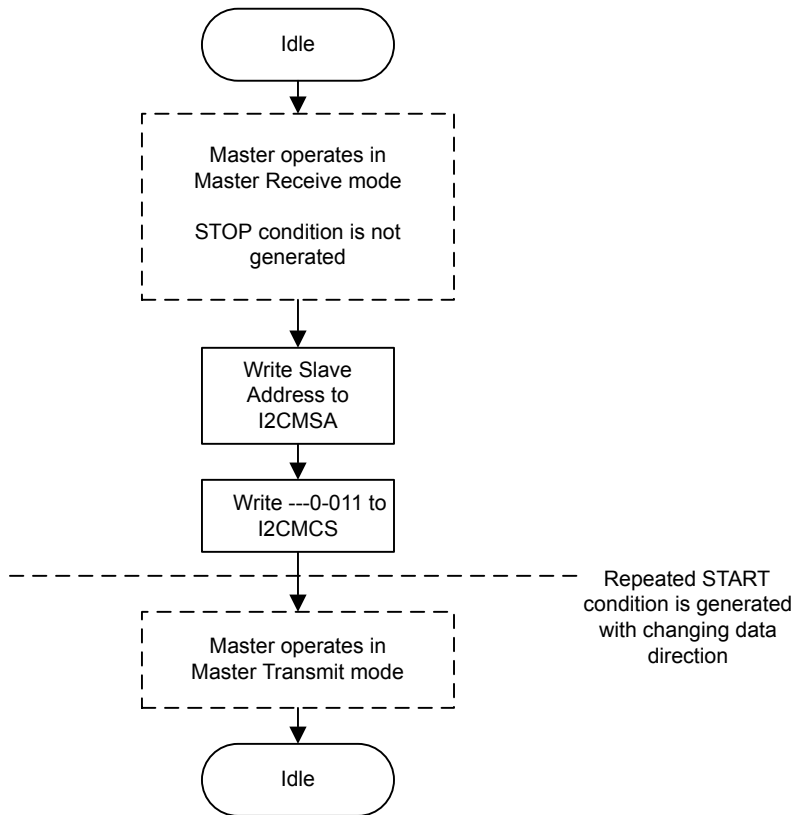 Idle
Master operates in
Master Receive mode
STOP condition is not
generated
Write Slave
Address to
I2CMSA
Write ---0-011 to
I2CMCS
Repeated START
condition is generated
with changing data
direction
Master operates in
Master Transmit mode
Idle